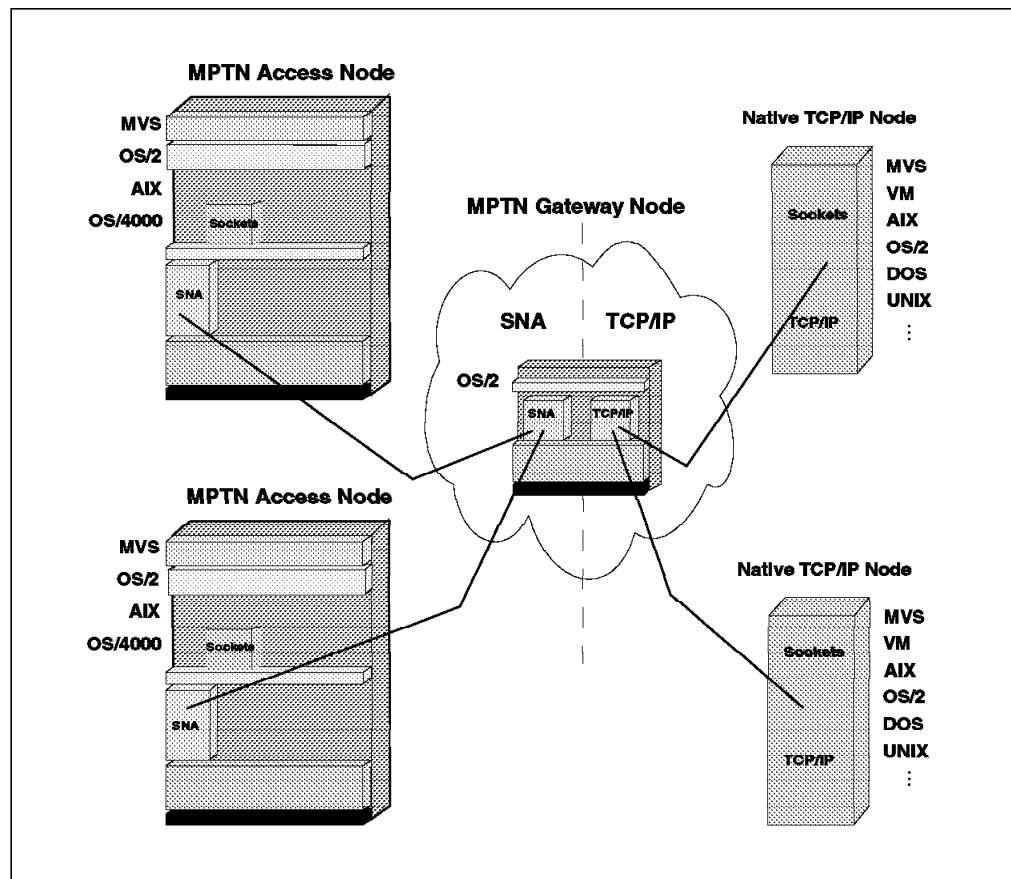 MPTN Access Node
MVS
OS/2
AIX
OS/4000
Sockets
SNA
MPTN Gateway Node
SNA
TCP/IP
OS/2
SNA
TCP/IP
Native TCP/IP Node
Sockets
TCP/IP
MVS
VM
AIX
OS/2
DOS
UNIX
⋮
MPTN Access Node
MVS
OS/2
AIX
OS/4000
Sockets
SNA
Native TCP/IP Node
Sockets
TCP/IP
MVS
VM
AIX
OS/2
DOS
UNIX
⋮